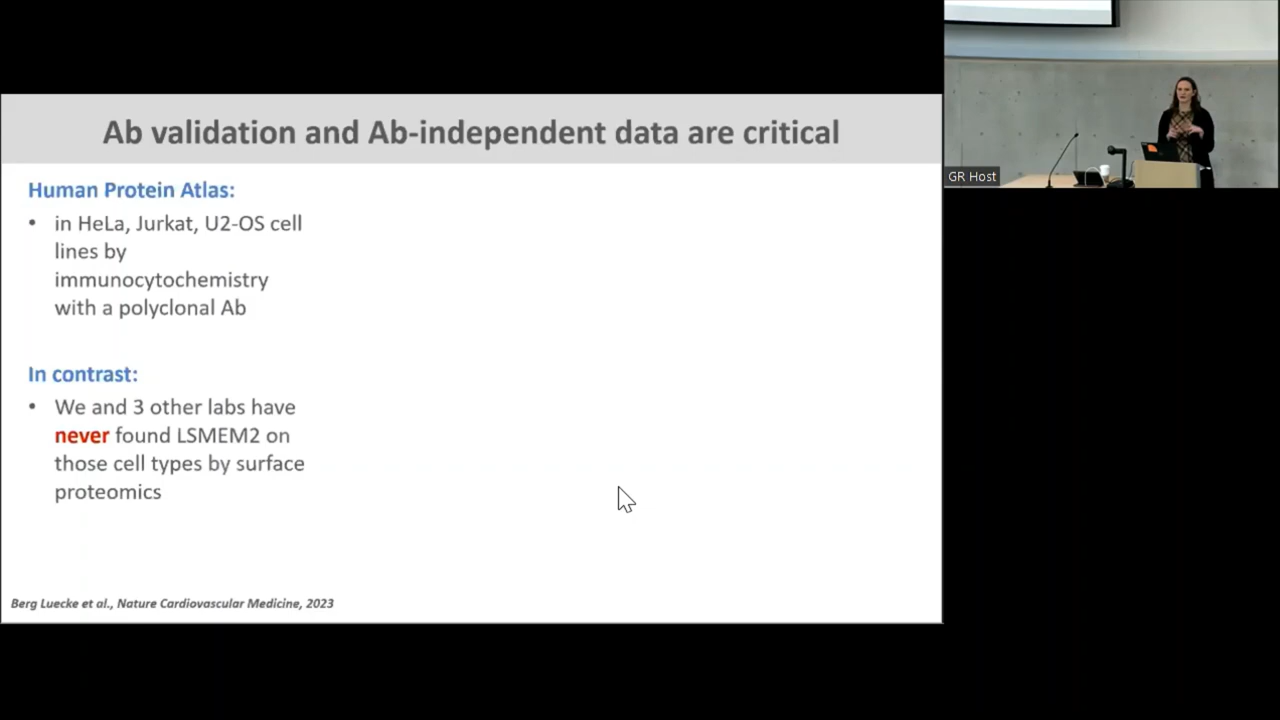 Ab validation and Ab-independent data are critical
Human Protein Atlas:
• in HeLa, Jurkat, U2-OS cell
lines by
immunocytochemistry
with a polyclonal Ab
In contrast:
• We and 3 other labs have
never found LSMEM2 on
those cell types by surface
proteomics
Berg Luecke et al., Nature Cardiovascular Medicine, 2023
GR Host